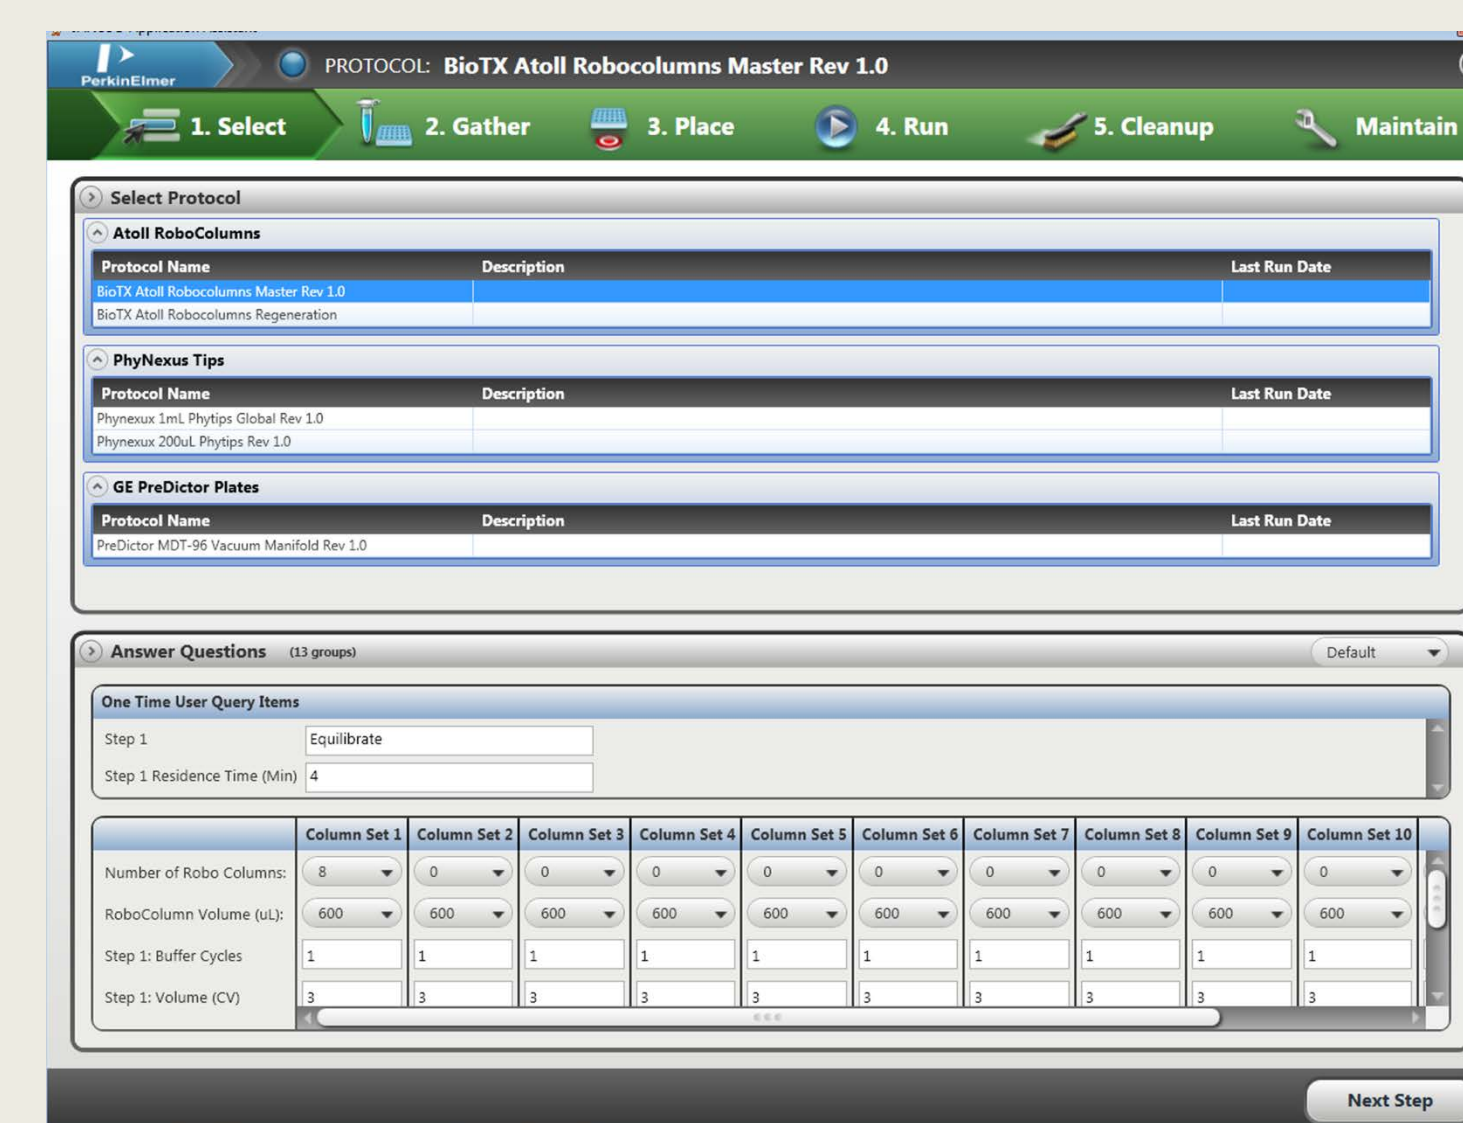 PerkinElmer
PROTOCOL: BioTX Atoll Robocolumns Master Rev 1.0
1. Select
2. Gather
3. Place
4. Run
5. Cleanup
Maintain
Select Protocol
Atoll RoboColumns
Protocol Name Description Last Run Date
BioTX Atoll Robocolumns Master Rev 1.0
BioTX Atoll Robocolumns Regeneration
PhyNexus Tips
Protocol Name Description Last Run Date
Phynexux 1mL Phytips Global Rev 1.0
Phynexux 200uL Phytips Rev 1.0
GE PreDictor Plates
Protocol Name Description Last Run Date
PreDictor MDT-96 Vacuum Manifold Rev 1.0
Answer Questions (13 groups) Default
One Time User Query Items
Step 1 Equilibrate
Step 1 Residence Time (Min) 4
Column Set 1 Column Set 2 Column Set 3 Column Set 4 Column Set 5 Column Set 6 Column Set 7 Column Set 8 Column Set 9 Column Set 10
Number of Robo Columns: 8 0 0 0 0 0 0 0 0 0
RoboColumn Volume (uL): 600 600 600 600 600 600 600 600 600 600
Step 1: Buffer Cycles 1 1 1 1 1 1 1 1 1 1
Step 1: Volume (CV) 3 3 3 3 3 3 3 3 3 3
Next Step